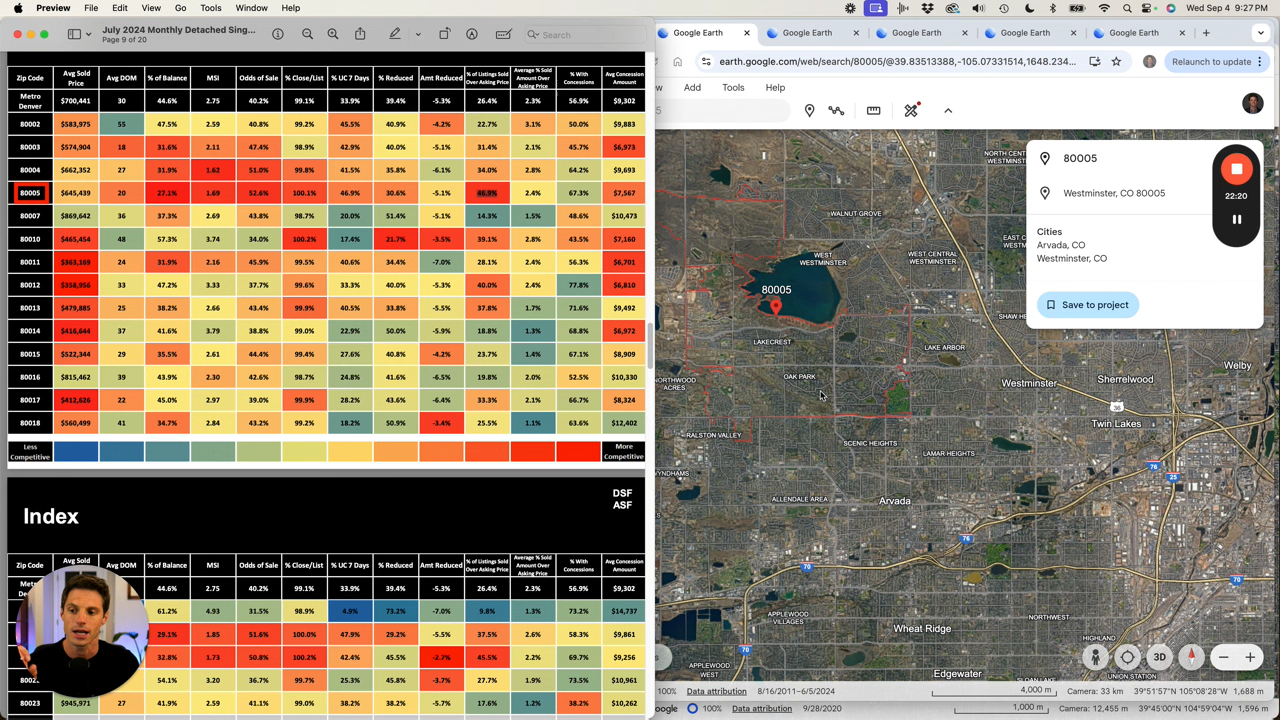 Preview File Edit View Go Tools Window Help
Wed Sep 4 9:27 PM
July 2024 Monthly Detached Sing...
Page 9 of 20
Search
Zip Code Avg Sold Price Avg DOM % of Balance MSI Odds of Sale % Close/List % UC 7 Days % Reduced Amt Reduced % of Listings Sold Over Asking Price Average % Sold Amount Over Asking Price % With Concessions Avg Concession Amount
Metro Denver $700,441 30 44.6% 2.75 40.2% 99.1% 33.9% 39.4% -5.3% 26.4% 2.3% 56.9% $9,302
80002 $583,975 55 47.5% 2.59 40.8% 99.2% 45.5% 40.9% -4.2% 22.7% 3.1% 50.0% $9,883
80003 $574,904 18 31.6% 2.11 47.4% 98.9% 42.9% 40.0% -5.1% 31.4% 2.1% 45.7% $6,973
80004 $662,352 27 31.9% 1.62 51.0% 99.8% 41.5% 35.8% -6.1% 34.0% 2.8% 64.2% $9,693
80005 $645,439 20 27.1% 1.69 52.6% 100.1% 46.9% 30.6% -5.1% 46.9% 2.4% 67.3% $7,567
80007 $869,642 36 37.3% 2.69 43.8% 98.7% 20.0% 51.4% -5.1% 14.3% 1.5% 48.6% $10,473
80010 $465,454 48 57.3% 3.74 34.0% 100.2% 17.4% 21.7% -3.5% 39.1% 2.8% 43.5% $7,160
80011 $363,169 24 31.9% 2.16 45.9% 99.5% 40.6% 34.4% -7.0% 28.1% 2.4% 56.3% $6,701
80012 $358,956 33 47.2% 3.33 37.7% 99.6% 33.3% 40.0% -5.3% 40.0% 2.4% 77.8% $6,810
80013 $479,885 25 38.2% 2.66 43.4% 99.9% 40.5% 33.8% -5.5% 37.8% 1.7% 71.6% $9,492
80014 $416,644 37 41.6% 3.79 38.8% 99.0% 22.9% 50.0% -5.9% 18.8% 1.3% 68.8% $6,972
80015 $522,344 29 35.5% 2.61 44.4% 99.4% 27.6% 40.8% -4.2% 23.7% 1.4% 67.1% $8,909
80016 $815,462 39 43.9% 2.30 42.6% 98.7% 24.8% 41.6% -6.5% 19.8% 2.0% 52.5% $10,330
80017 $412,626 22 45.0% 2.97 39.0% 99.9% 28.2% 43.6% -6.4% 33.3% 2.1% 66.7% $8,324
80018 $560,499 41 34.7% 2.84 43.2% 99.2% 18.2% 50.9% -3.4% 25.5% 1.1% 60.0% $12,402
Less Competitive More Competitive
DSF
ASF
Index
Zip Code Avg Sold Avg DOM % of Balance MSI Odds of Sale % Close/List % UC 7 Days % Reduced Amt Reduced % of Listings Sold Over Asking Price Average % Sold Amount Over Asking Price % With Concessions Avg Concession Amouunt
44.6% 2.75 40.2% 99.1% 33.9% 39.4% -5.3% 26.4% 2.3% 56.9% $9,302
61.2% 4.93 31.5% 98.9% 4.9% 73.2% -7.0% 9.8% 1.3% 73.2% $14,737
29.1% 1.85 51.6% 100.0% 47.9% 29.2% -5.5% 37.5% 2.6% 58.3% $9,861
32.8% 1.73 50.8% 100.2% 42.4% 45.5% -2.7% 45.5% 2.2% 69.7% $9,256
54.1% 3.20 36.7% 99.7% 25.3% 45.8% -3.7% 27.7% 1.9% 73.5% $10,961
80023 $945,971 27 41.9% 2.59 41.1% 99.0% 38.2% 38.2% -5.7% 17.6% 1.2% 38.2% $10,262
Google Earth Google Earth Google Earth Google Earth Google Earth
earth.google.com/web/search/80005/@39.83513388,-105.07331514,1648.234...
Relaunch to update
Add Tools Help
80005
Westminster, CO 80005
Cities
Arvada, CO
Westminster, CO
Save to project
22:20
WALNUT GROVE
WEST WESTMINSTER
WEST CENTRAL WESTMINSTER
80005
LAKECREST
LAKE ARBOR
OAK PARK
NORTHWOOD ACRES
Westminster
Sherrelwood
Welby
36
Twin Lakes
RALSTON VALLEY
SCENIC HEIGHTS
LAMAR HEIGHTS
76
25
ALLENDALE AREA
Arvada
76
70
70
APPLEWOOD VILLAGES
Wheat Ridge
NORTHWEST
HIGHLAND
70
APPLEWOOD WEST
Edgewater
UNION STATION
3D
100% Data attribution 8/16/2011–6/5/2024 4,000 m Camera: 33 km 39°51'57"N 105°08'28"W 1,688 m
100% Data attribution 9/28/2020 1,000 m Camera: 12,455 m 39°45'00"N 104°59'04"W 1,596 m